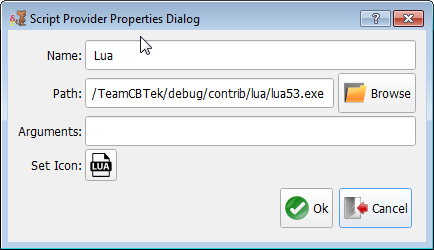 Script Provider Properties Dialog
Name: Lua
Path: /TeamCBTek/debug/contrib/lua/lua53.exe Browse
Arguments:
Set Icon: LUA
Ok Cancel